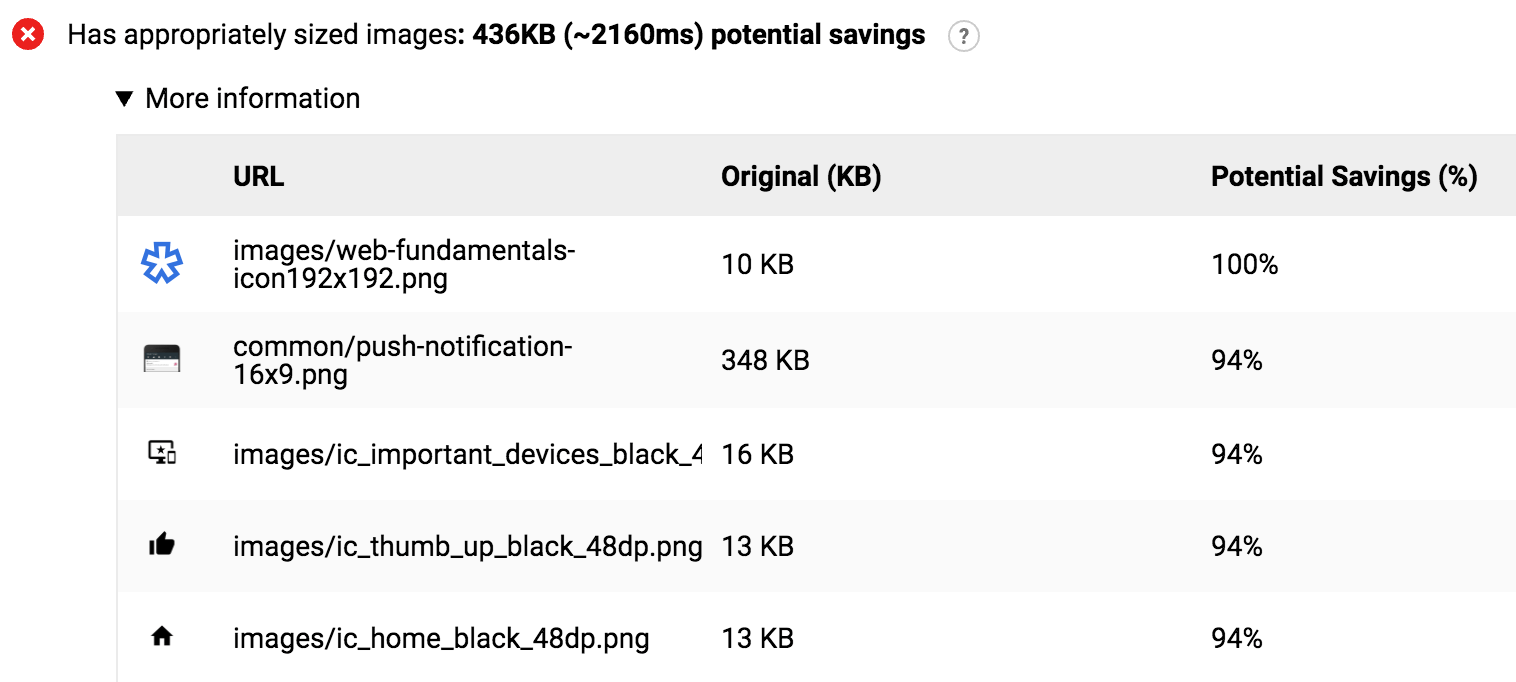 Has appropriately sized images: 436KB (~2160ms) potential savings ?
▼ More information
URL Original (KB) Potential Savings (%)
images/web-fundamentals-
icon192x192.png 10 KB 100%
common/push-notification-
16x9.png 348 KB 94%
images/ic_important_devices_black_4 16 KB 94%
images/ic_thumb_up_black_48dp.png 13 KB 94%
images/ic_home_black_48dp.png 13 KB 94%